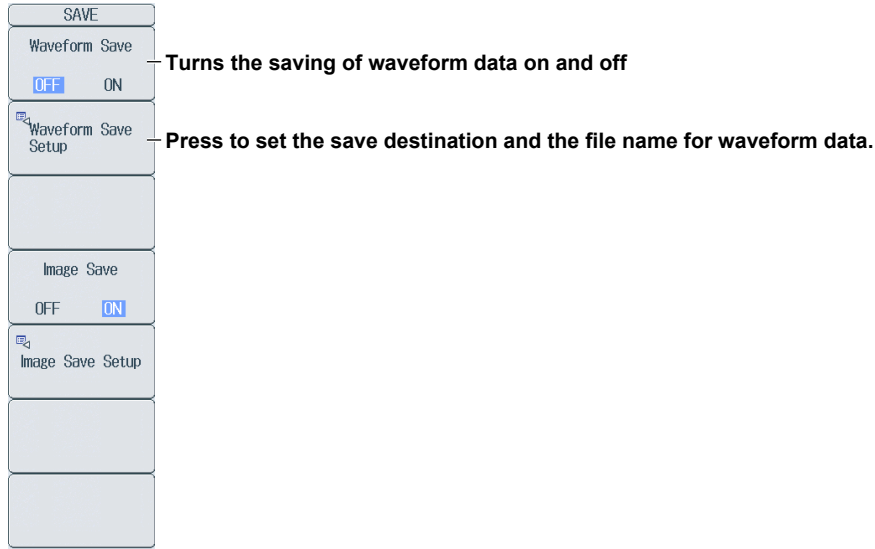 SAVE
Waveform Save
OFF ON
Turns the saving of waveform data on and off
Waveform Save
Setup
Press to set the save destination and the file name for waveform data.
Image Save
OFF ON
Image Save Setup